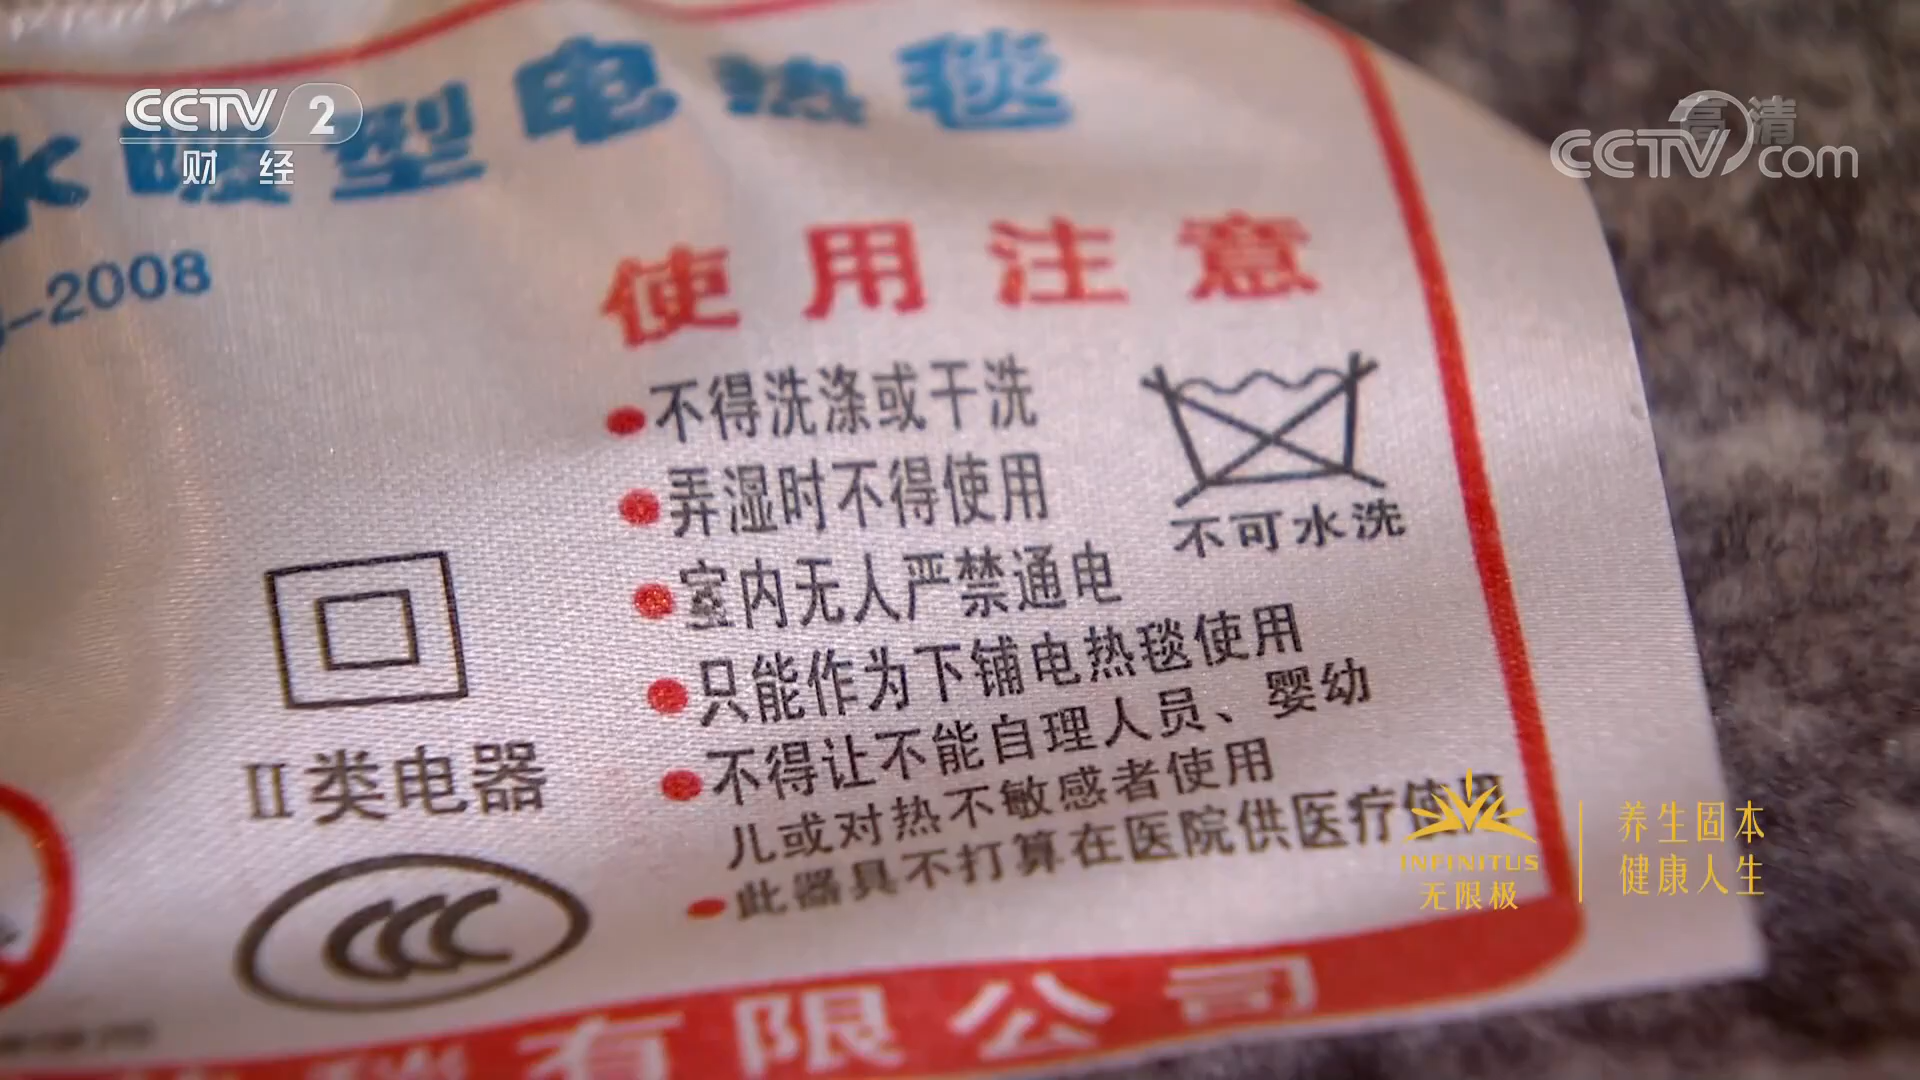 CCTV 2
财 经
高清
CCTV.com
水暖型电热毯
-2008
使用注意
●不得洗涤或干洗
●弄湿时不得使用
●室内无人严禁通电
●只能作为下铺电热毯使用
●不得让不能自理人员、婴幼
儿或对热不敏感者使用
●此器具不打算在医院供医疗使用
不可水洗
II类电器
CCC
有限公司
INFINITUS
无限极
养生固本
健康人生